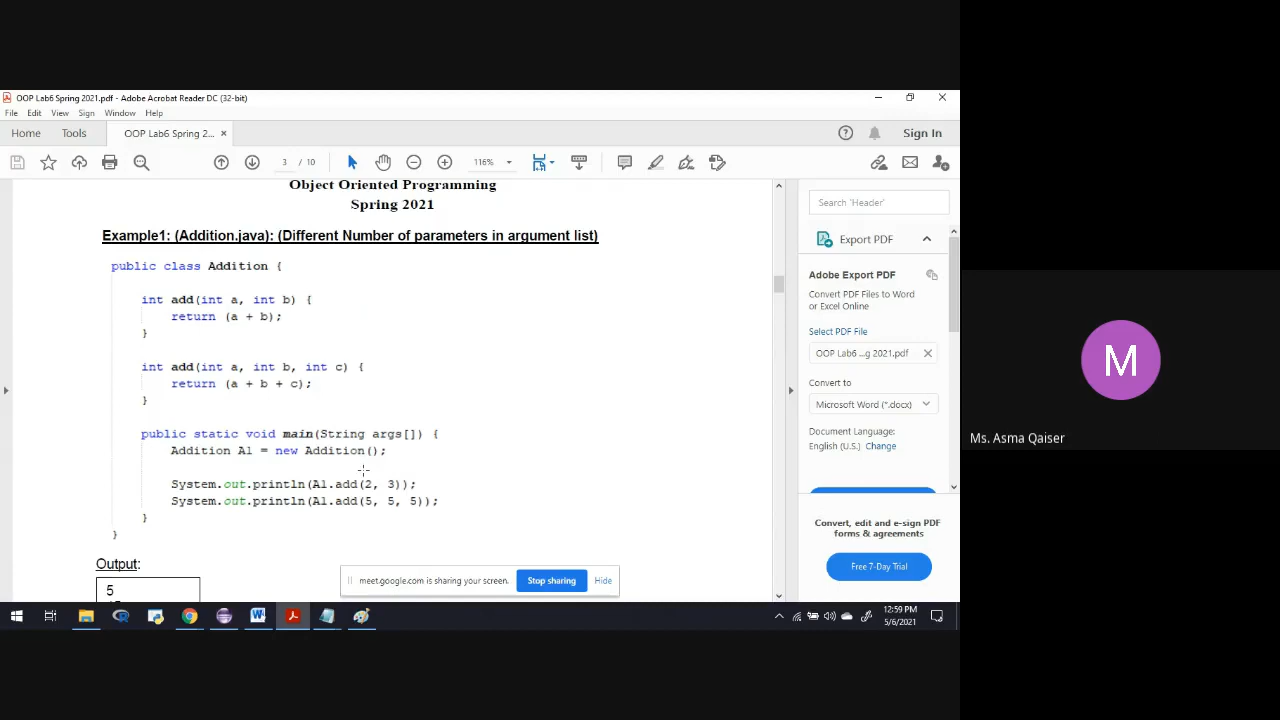 OOP Lab6 Spring 2021.pdf - Adobe Acrobat Reader DC (32-bit)
File Edit View Sign Window Help
Home Tools OOP Lab6 Spring 2... × Sign In
3 / 10 116%
Object Oriented Programming
Spring 2021
Example1: (Addition.java): (Different Number of parameters in argument list)
public class Addition {
int add(int a, int b) {
return (a + b);
}
int add(int a, int b, int c) {
return (a + b + c);
}
public static void main(String args[]) {
Addition A1 = new Addition();
System.out.println(A1.add(2, 3));
System.out.println(A1.add(5, 5, 5));
}
}
Output:
5
Search 'Header'
Export PDF
Adobe Export PDF
Convert PDF Files to Word
or Excel Online
Select PDF File
OOP Lab6 ...g 2021.pdf
Convert to
Microsoft Word (*.docx)
Document Language:
English (U.S.) Change
Convert, edit and e-sign PDF
forms & agreements
Free 7-Day Trial
meet.google.com is sharing your screen. Stop sharing Hide
12:59 PM
5/6/2021
M
Ms. Asma Qaiser